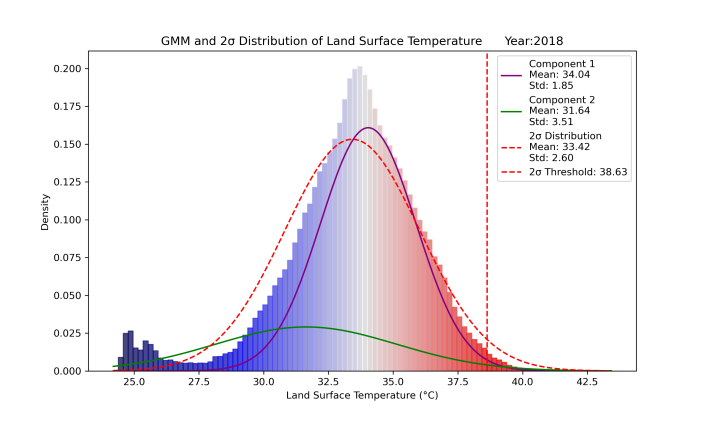 GMM and 2σ Distribution of Land Surface Temperature Year:2018
Component 1
Mean: 34.04
Std: 1.85
Component 2
Mean: 31.64
Std: 3.51
2σ Distribution
Mean: 33.42
Std: 2.60
2σ Threshold: 38.63
Density
0.200
0.175
0.150
0.125
0.100
0.075
0.050
0.025
0.000
25.0 27.5 30.0 32.5 35.0 37.5 40.0 42.5
Land Surface Temperature (°C)